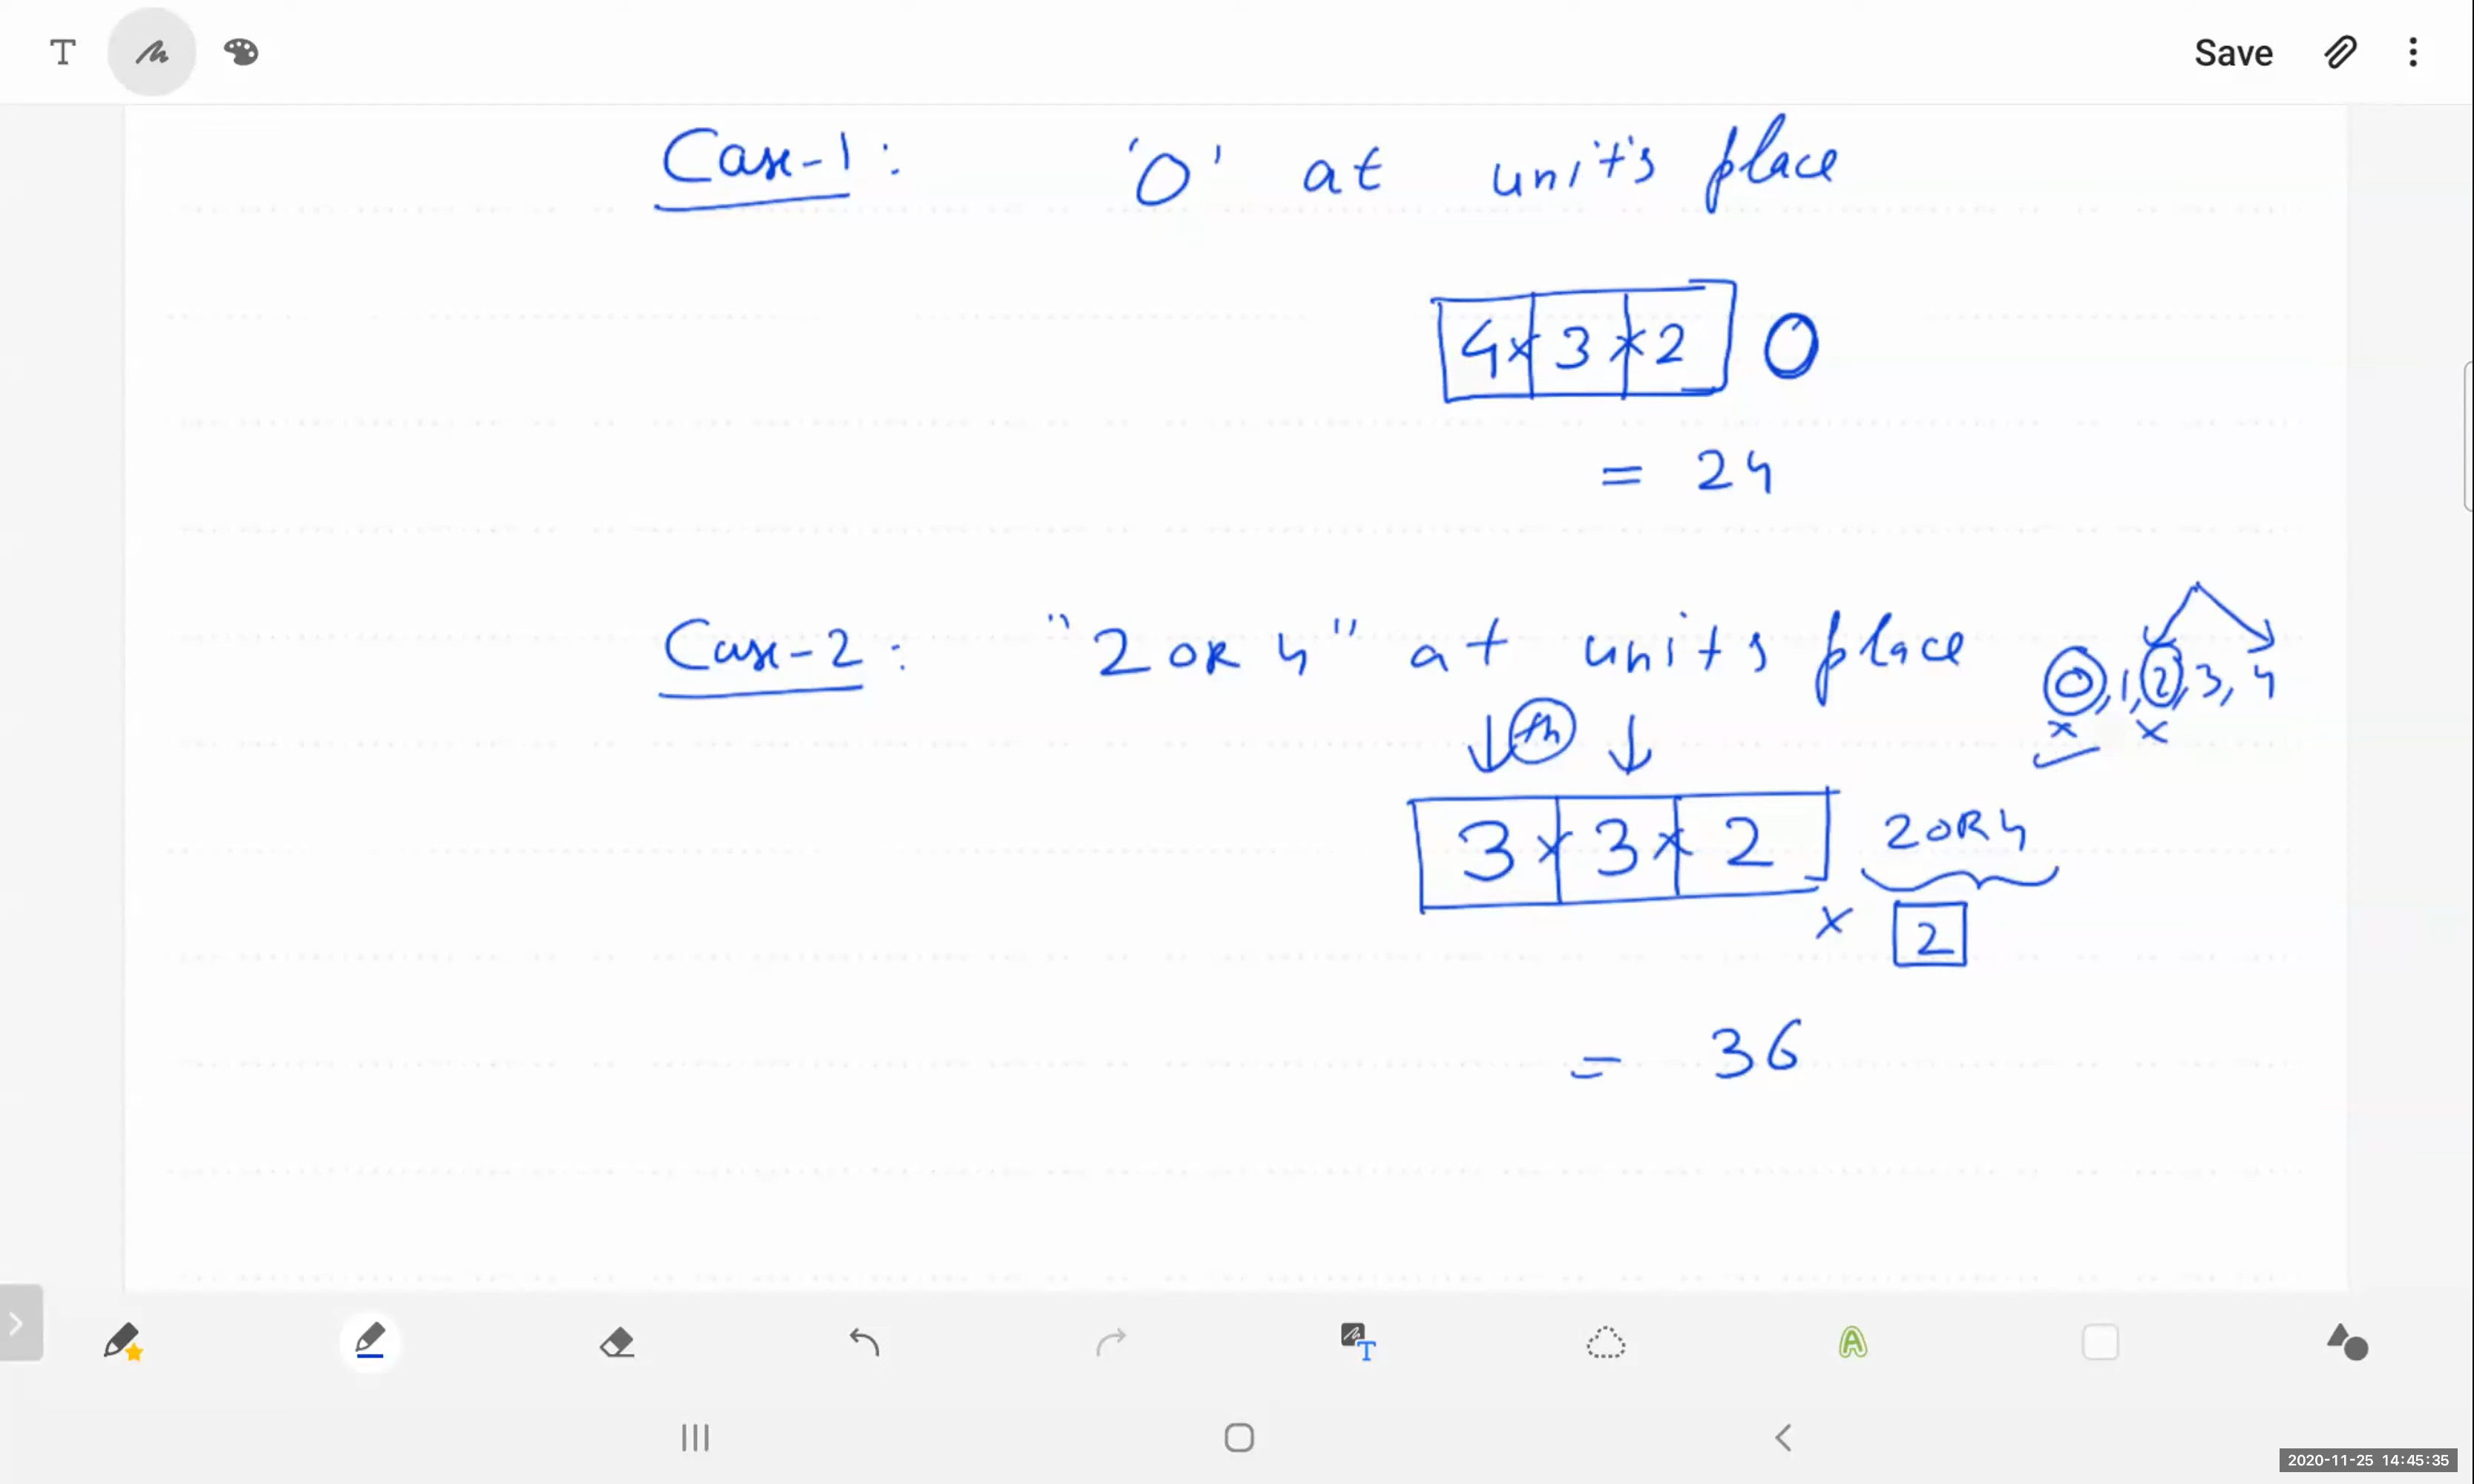 T Save
Case-1: '0' at unit's place
4×3×2 0
= 24
Case-2: "2 OR 4" at unit's place
0, 1, 2, 3, 4
× ×
th
3×3×2 2 OR 4
× 2
= 36
T A
2020-11-25 14:45:35